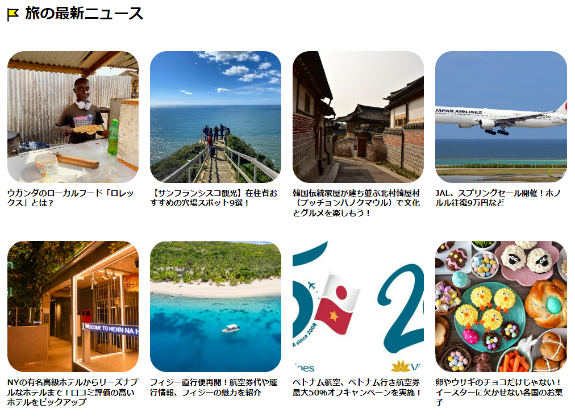 旅の最新ニュース
ウガンダのローカルフード「ロレッ
クス」とは？
【サンフランシスコ観光】在住者お
すすめの穴場スポット9選！
韓国伝統家屋が建ち並ぶ北村韓屋村
（プッチョンハノクマウル）で文化
とグルメを楽しもう！
JAPAN AIRLINES
JAL、スプリングセール開催！ホノ
ルル往復9万円など
WELCOME TO HENN NA H
NYの有名高級ホテルからリーズナブ
ルなホテルまで！口コミ評価の高い
ホテルをピックアップ
フィジー直行便再開！航空券代や運
行情報、フィジーの魅力を紹介
5
2
since 2008
nes
V
ベトナム航空、ベトナム行き航空券
最大50％オフキャンペーンを実施！
卵やウサギのチョコだけじゃない！
イースターに欠かせない各国のお菓
子